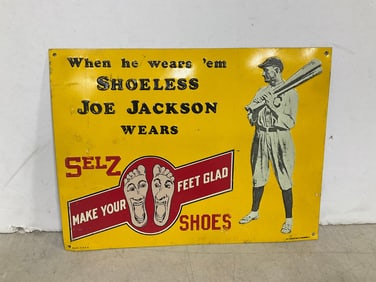 When he wears 'em
SHOELESS
JOE JACKSON
WEARS
SELZ
MAKE YOUR FEET GLAD
SHOES